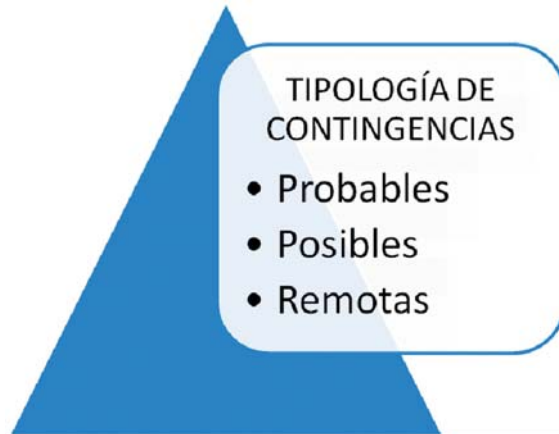 TIPOLOGÍA DE
CONTINGENCIAS
• Probables
• Posibles
• Remotas